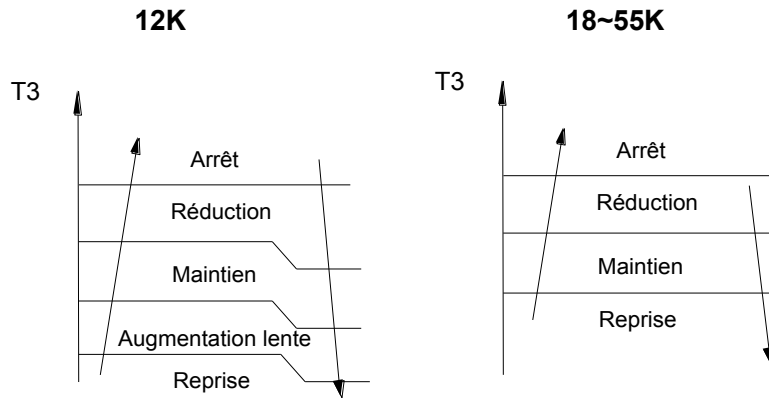 12K
T3
Arrêt
Réduction
Maintien
Augmentation lente
Reprise
18~55K
T3
Arrêt
Réduction
Maintien
Reprise